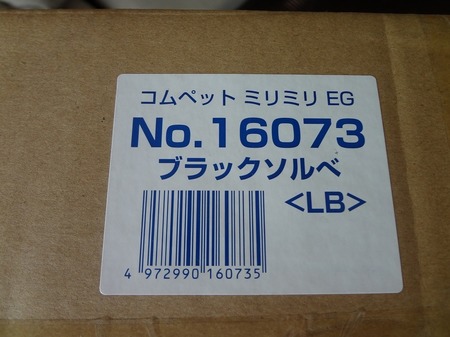 コムペット ミリミリ EG
No.16073
ブラックソルベ
<LB>
4 972990 160735